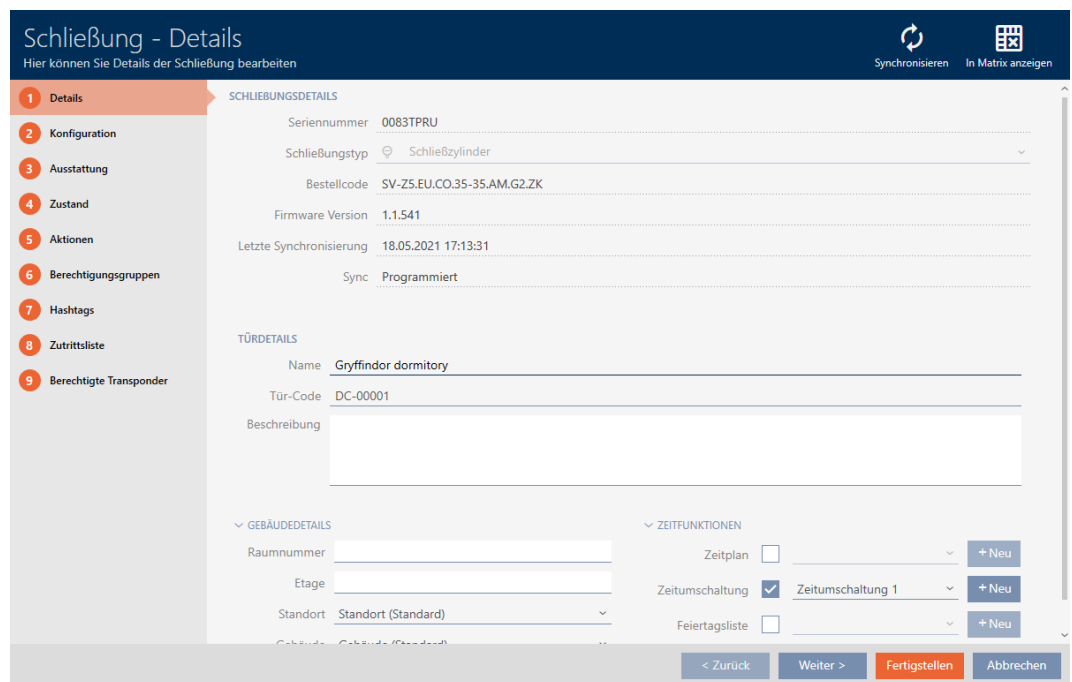 Schließung - Details
Hier können Sie Details der Schließung bearbeiten
Synchronisieren
In Matrix anzeigen
1 Details
2 Konfiguration
3 Ausstattung
4 Zustand
5 Aktionen
6 Berechtigungsgruppen
7 Hashtags
8 Zutrittsliste
9 Berechtigte Transponder
SCHLIEßUNGSDETAILS
Seriennummer 0083TPRU
Schließungstyp Schließzylinder
Bestellcode SV-Z5.EU.CO.35-35.AM.G2.ZK
Firmware Version 1.1.541
Letzte Synchronisierung 18.05.2021 17:13:31
Sync Programmiert
TÜRDETAILS
Name Gryffindor dormitory
Tür-Code DC-00001
Beschreibung
GEBÄUDEDETAILS
Raumnummer
Etage
Standort Standort (Standard)
Gebäude Gebäude (Standard)
ZEITFUNKTIONEN
Zeitplan + Neu
Zeitumschaltung Zeitumschaltung 1 + Neu
Feiertagsliste + Neu
< Zurück
Weiter >
Fertigstellen
Abbrechen